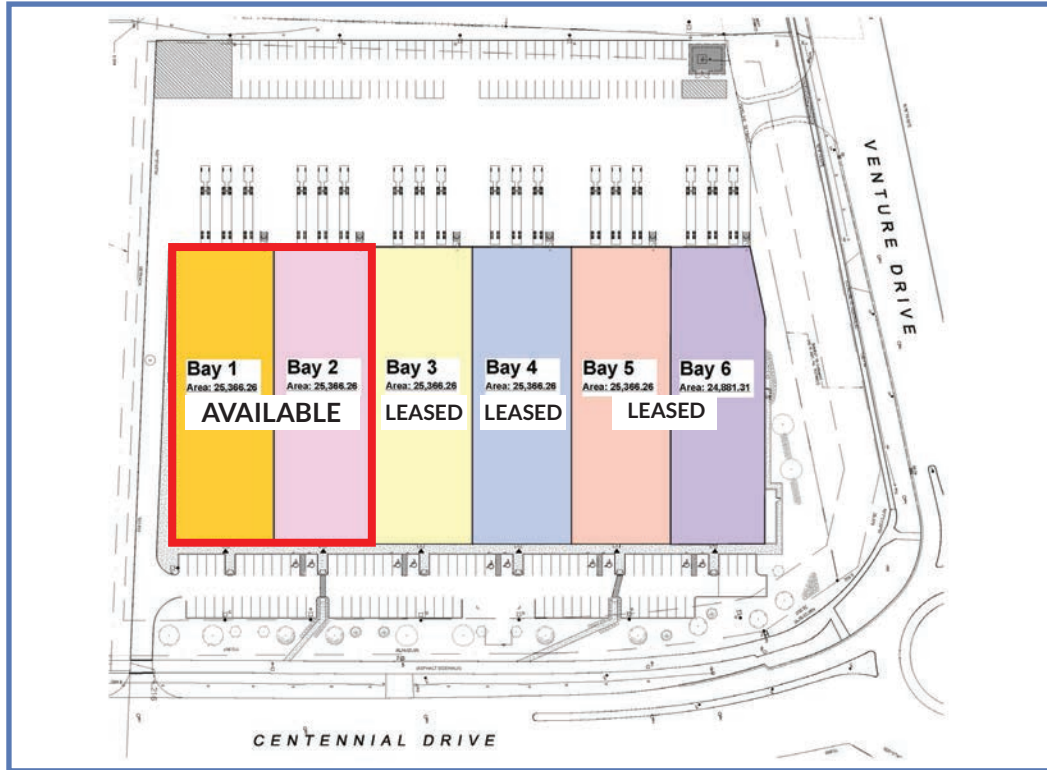 VENTURE DRIVE
Bay 1
Area: 25,366.26
Bay 2
Area: 25,366.26
AVAILABLE
Bay 3
Area: 25,366.26
LEASED
Bay 4
Area: 25,366.26
LEASED
Bay 5
Area: 25,366.26
Bay 6
Area: 24,881.31
LEASED
CENTENNIAL DRIVE